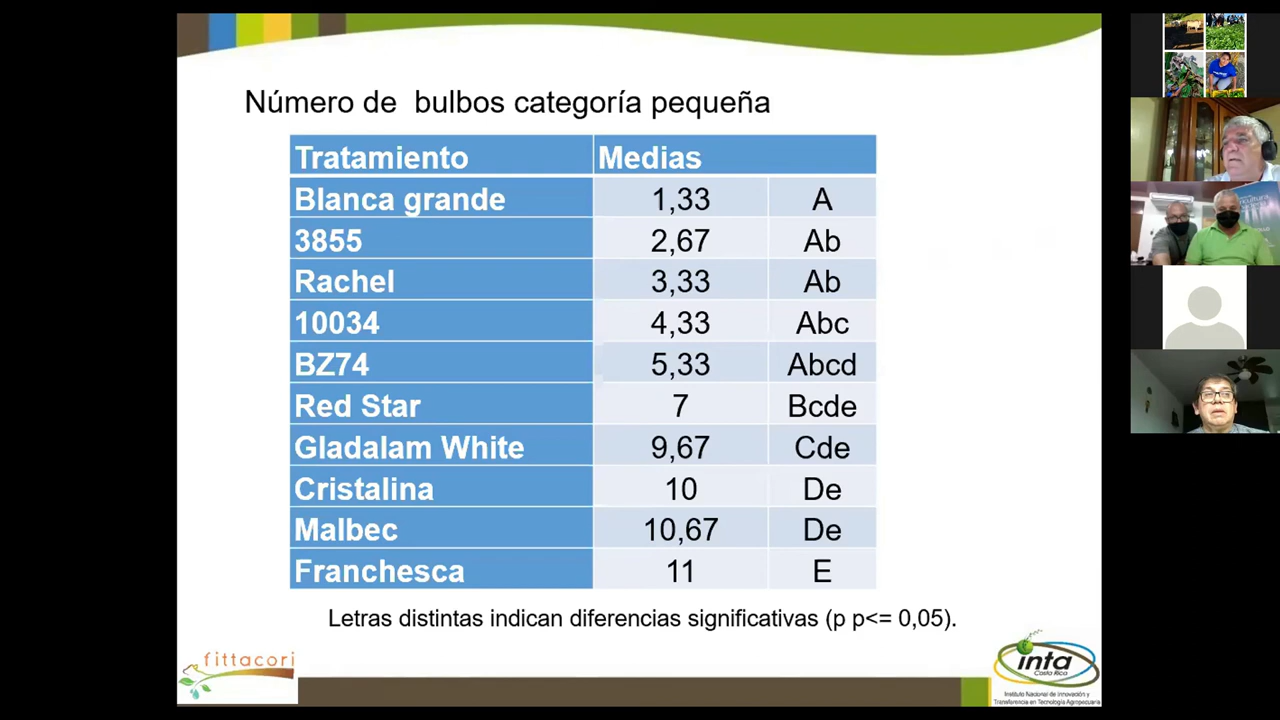 Número de bulbos categoría pequeña
Tratamiento Medias
Blanca grande 1,33 A
3855 2,67 Ab
Rachel 3,33 Ab
10034 4,33 Abc
BZ74 5,33 Abcd
Red Star 7 Bcde
Gladalam White 9,67 Cde
Cristalina 10 De
Malbec 10,67 De
Franchesca 11 E
Letras distintas indican diferencias significativas (p p<= 0,05).
fittacori
inta
Costa Rica
Instituto Nacional de Innovación y
Transferencia en Tecnología Agropecuaria